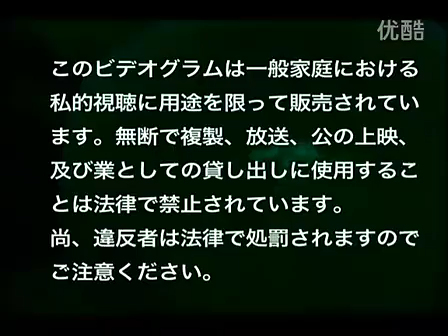 优酷
このビデオグラムは一般家庭における
私的視聴に用途を限って販売されてい
ます。無断で複製、放送、公の上映、
及び業としての貸し出しに使用するこ
とは法律で禁止されています。
尚、違反者は法律で処罰されますので
ご注意ください。